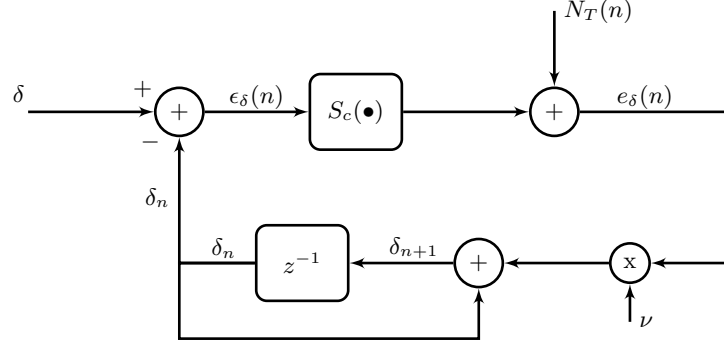 N_T(n)
δ
+
+
−
ϵ_δ(n)
S_c(●)
+
e_δ(n)
δ_n
δ_n
z^{−1}
δ_{n+1}
+
x
ν